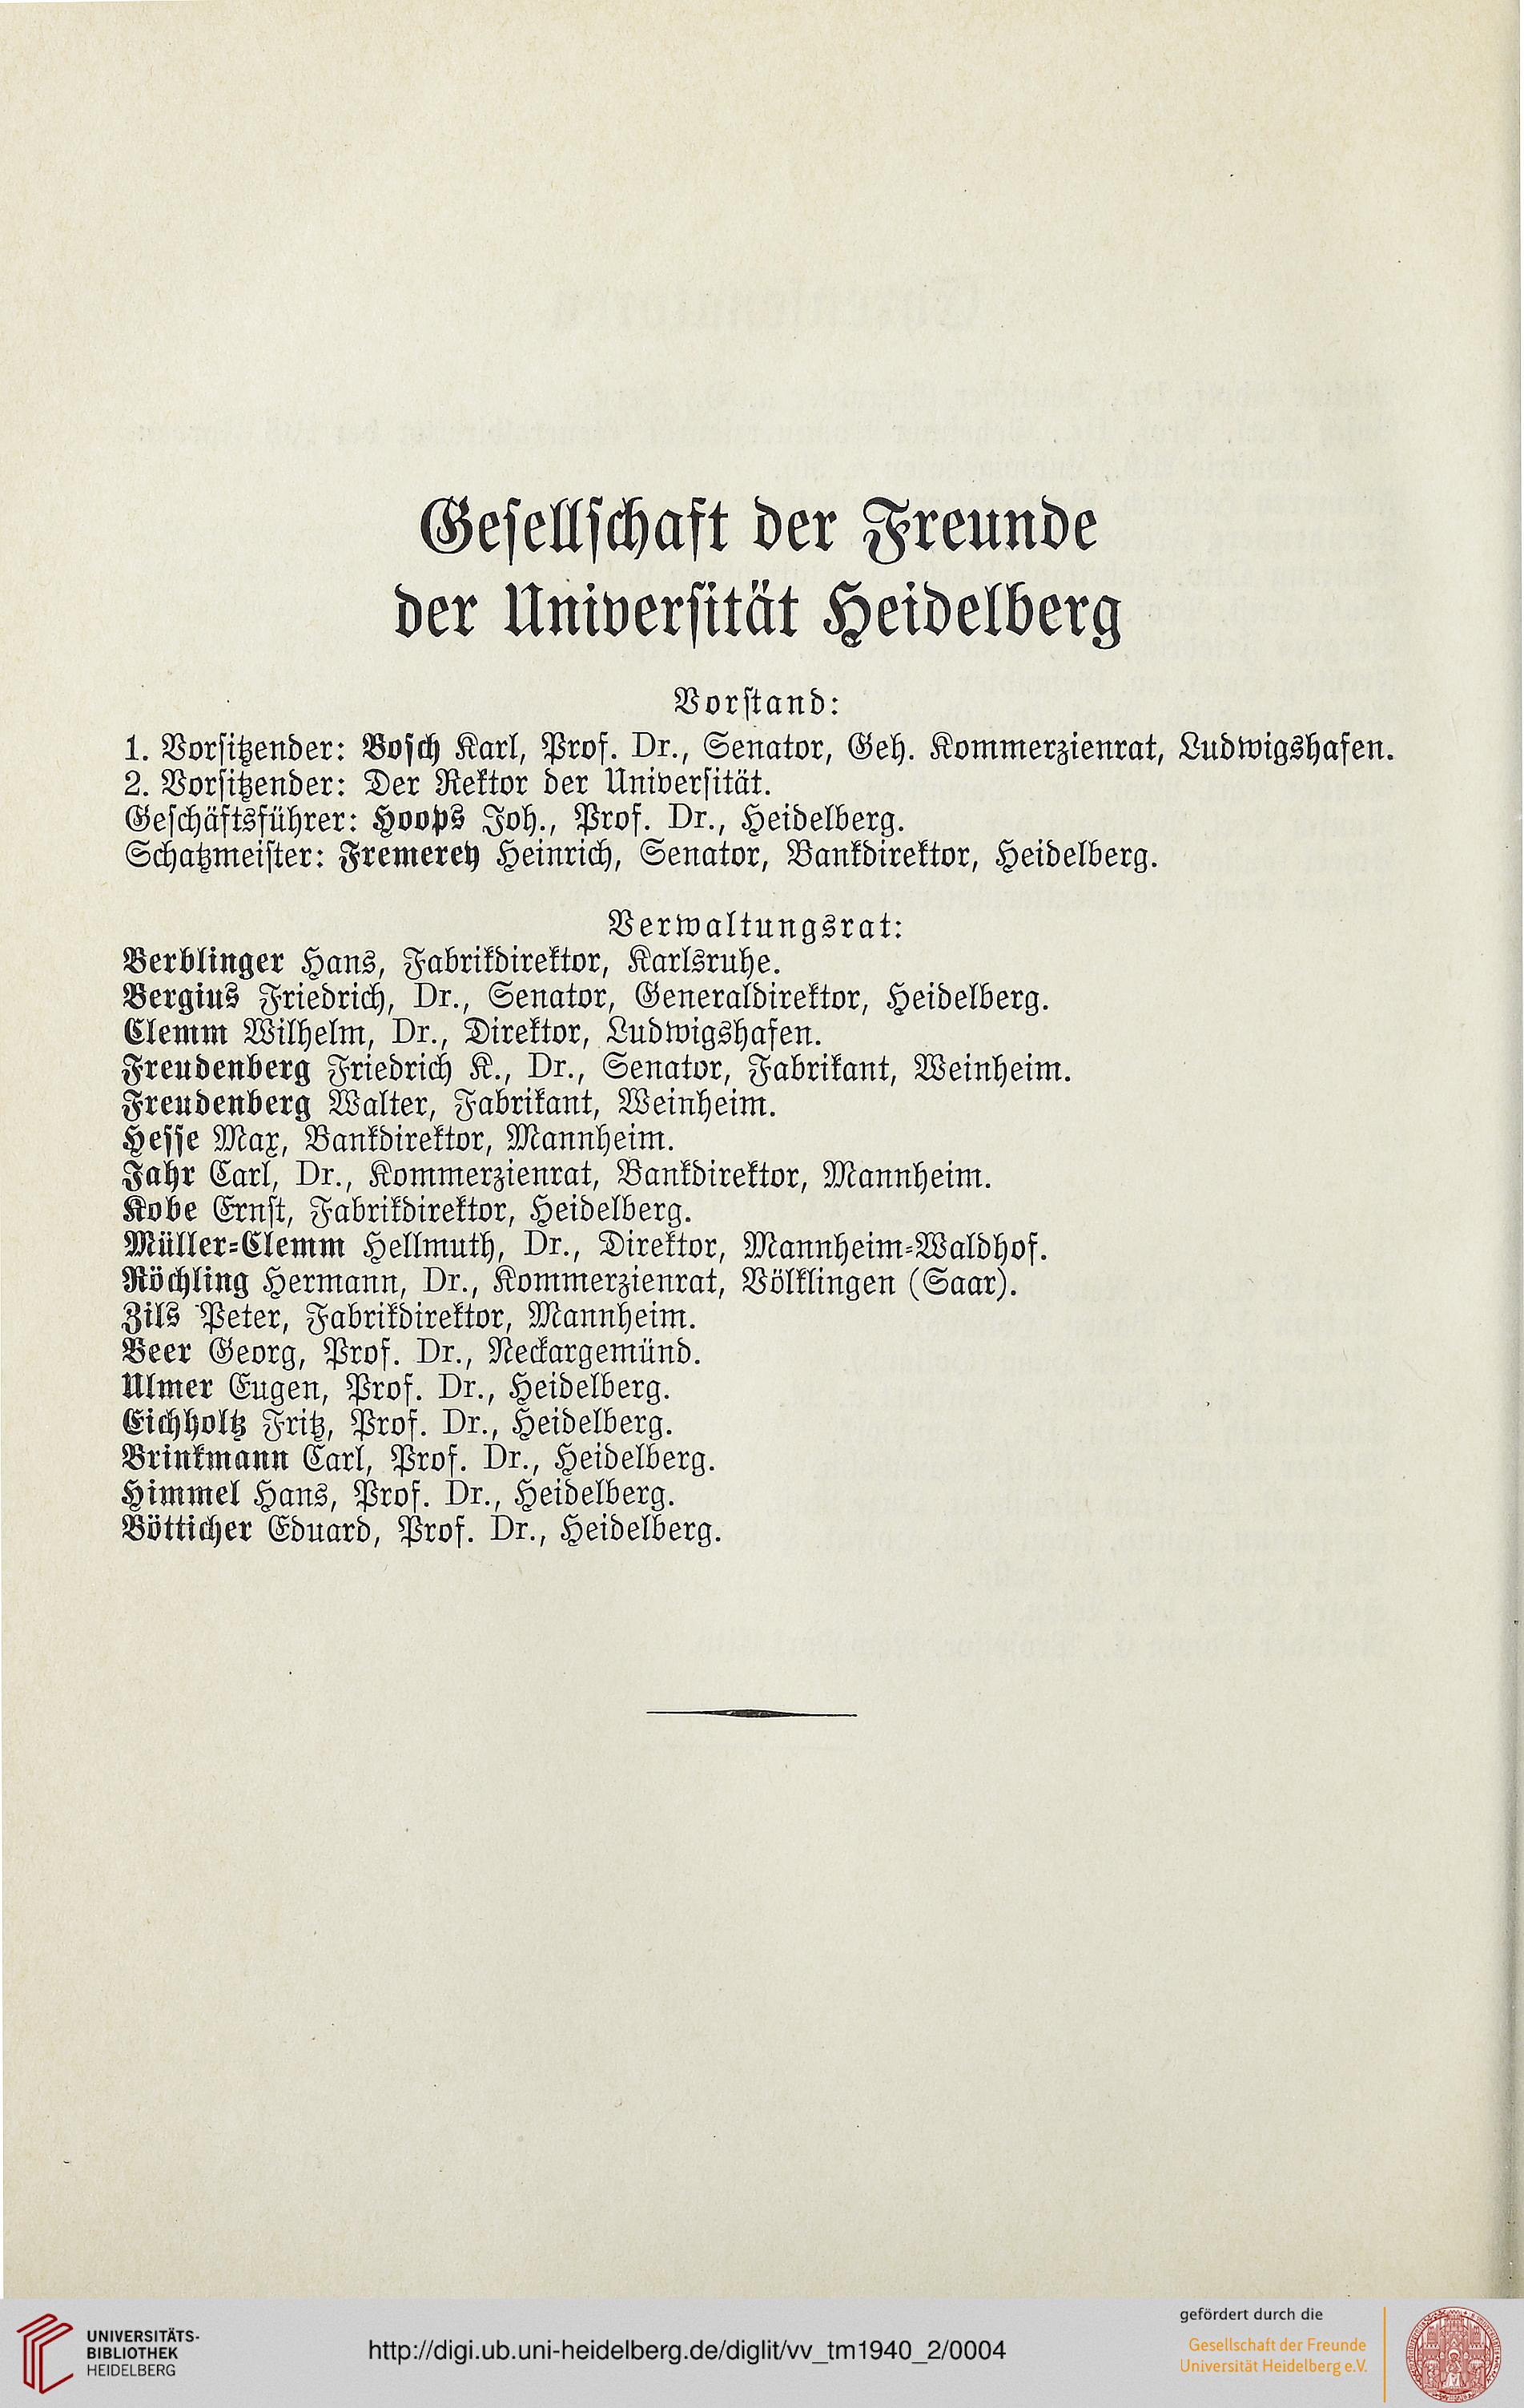 Gesellschaft der Freunde
der Universität Heidelberg
Vorstand:
1. Vorsitzender: Bosch Karl, Prof. Dr., Senator, Geh. Kommerzienrat, Ludwigshafen.
2. Vorsitzender: Der Rektor der Universität.
Geschäftsführer: Hoops Joh., Prof. Dr., Heidelberg.
Schatzmeister: Fremerey Heinrich, Senator, Bankdirektor, Heidelberg.
Verwaltungsrat:
Berblinger Hans, Fabrikdirektor, Karlsruhe.
Bergius Friedrich, Dr., Senator, Generaldirektor, Heidelberg.
Clemm Wilhelm, Dr., Direktor, Ludwigshafen.
Freudenberg Friedrich K., Dr., Senator, Fabrikant, Weinheim.
Freudenberg Walter, Fabrikant, Weinheim.
Hesse Max, Bankdirektor, Mannheim.
Jahr Carl, Dr., Kommerzienrat, Bankdirektor, Mannheim.
Kobe Ernst, Fabrikdirektor, Heidelberg.
Müller-Clemm Hellmuth, Dr., Direktor, Mannheim-Waldhof.
Röchling Hermann, Dr., Kommerzienrat, Völklingen (Saar).
Zils Peter, Fabrikdirektor, Mannheim.
Beer Georg, Prof. Dr., Neckargemünd.
Ulmer Eugen, Prof. Dr., Heidelberg.
Eichholtz Fritz, Prof. Dr., Heidelberg.
Brinkmann Carl, Prof. Dr., Heidelberg.
Himmel Hans, Prof. Dr., Heidelberg.
Bötticher Eduard, Prof. Dr., Heidelberg.
UNIVERSITÄTS-
BIBLIOTHEK
HEIDELBERG
http://digi.ub.uni-heidelberg.de/diglit/vv_tm1940_2/0004
gefördert durch die
Gesellschaft der Freunde
Universität Heidelberg e.V.